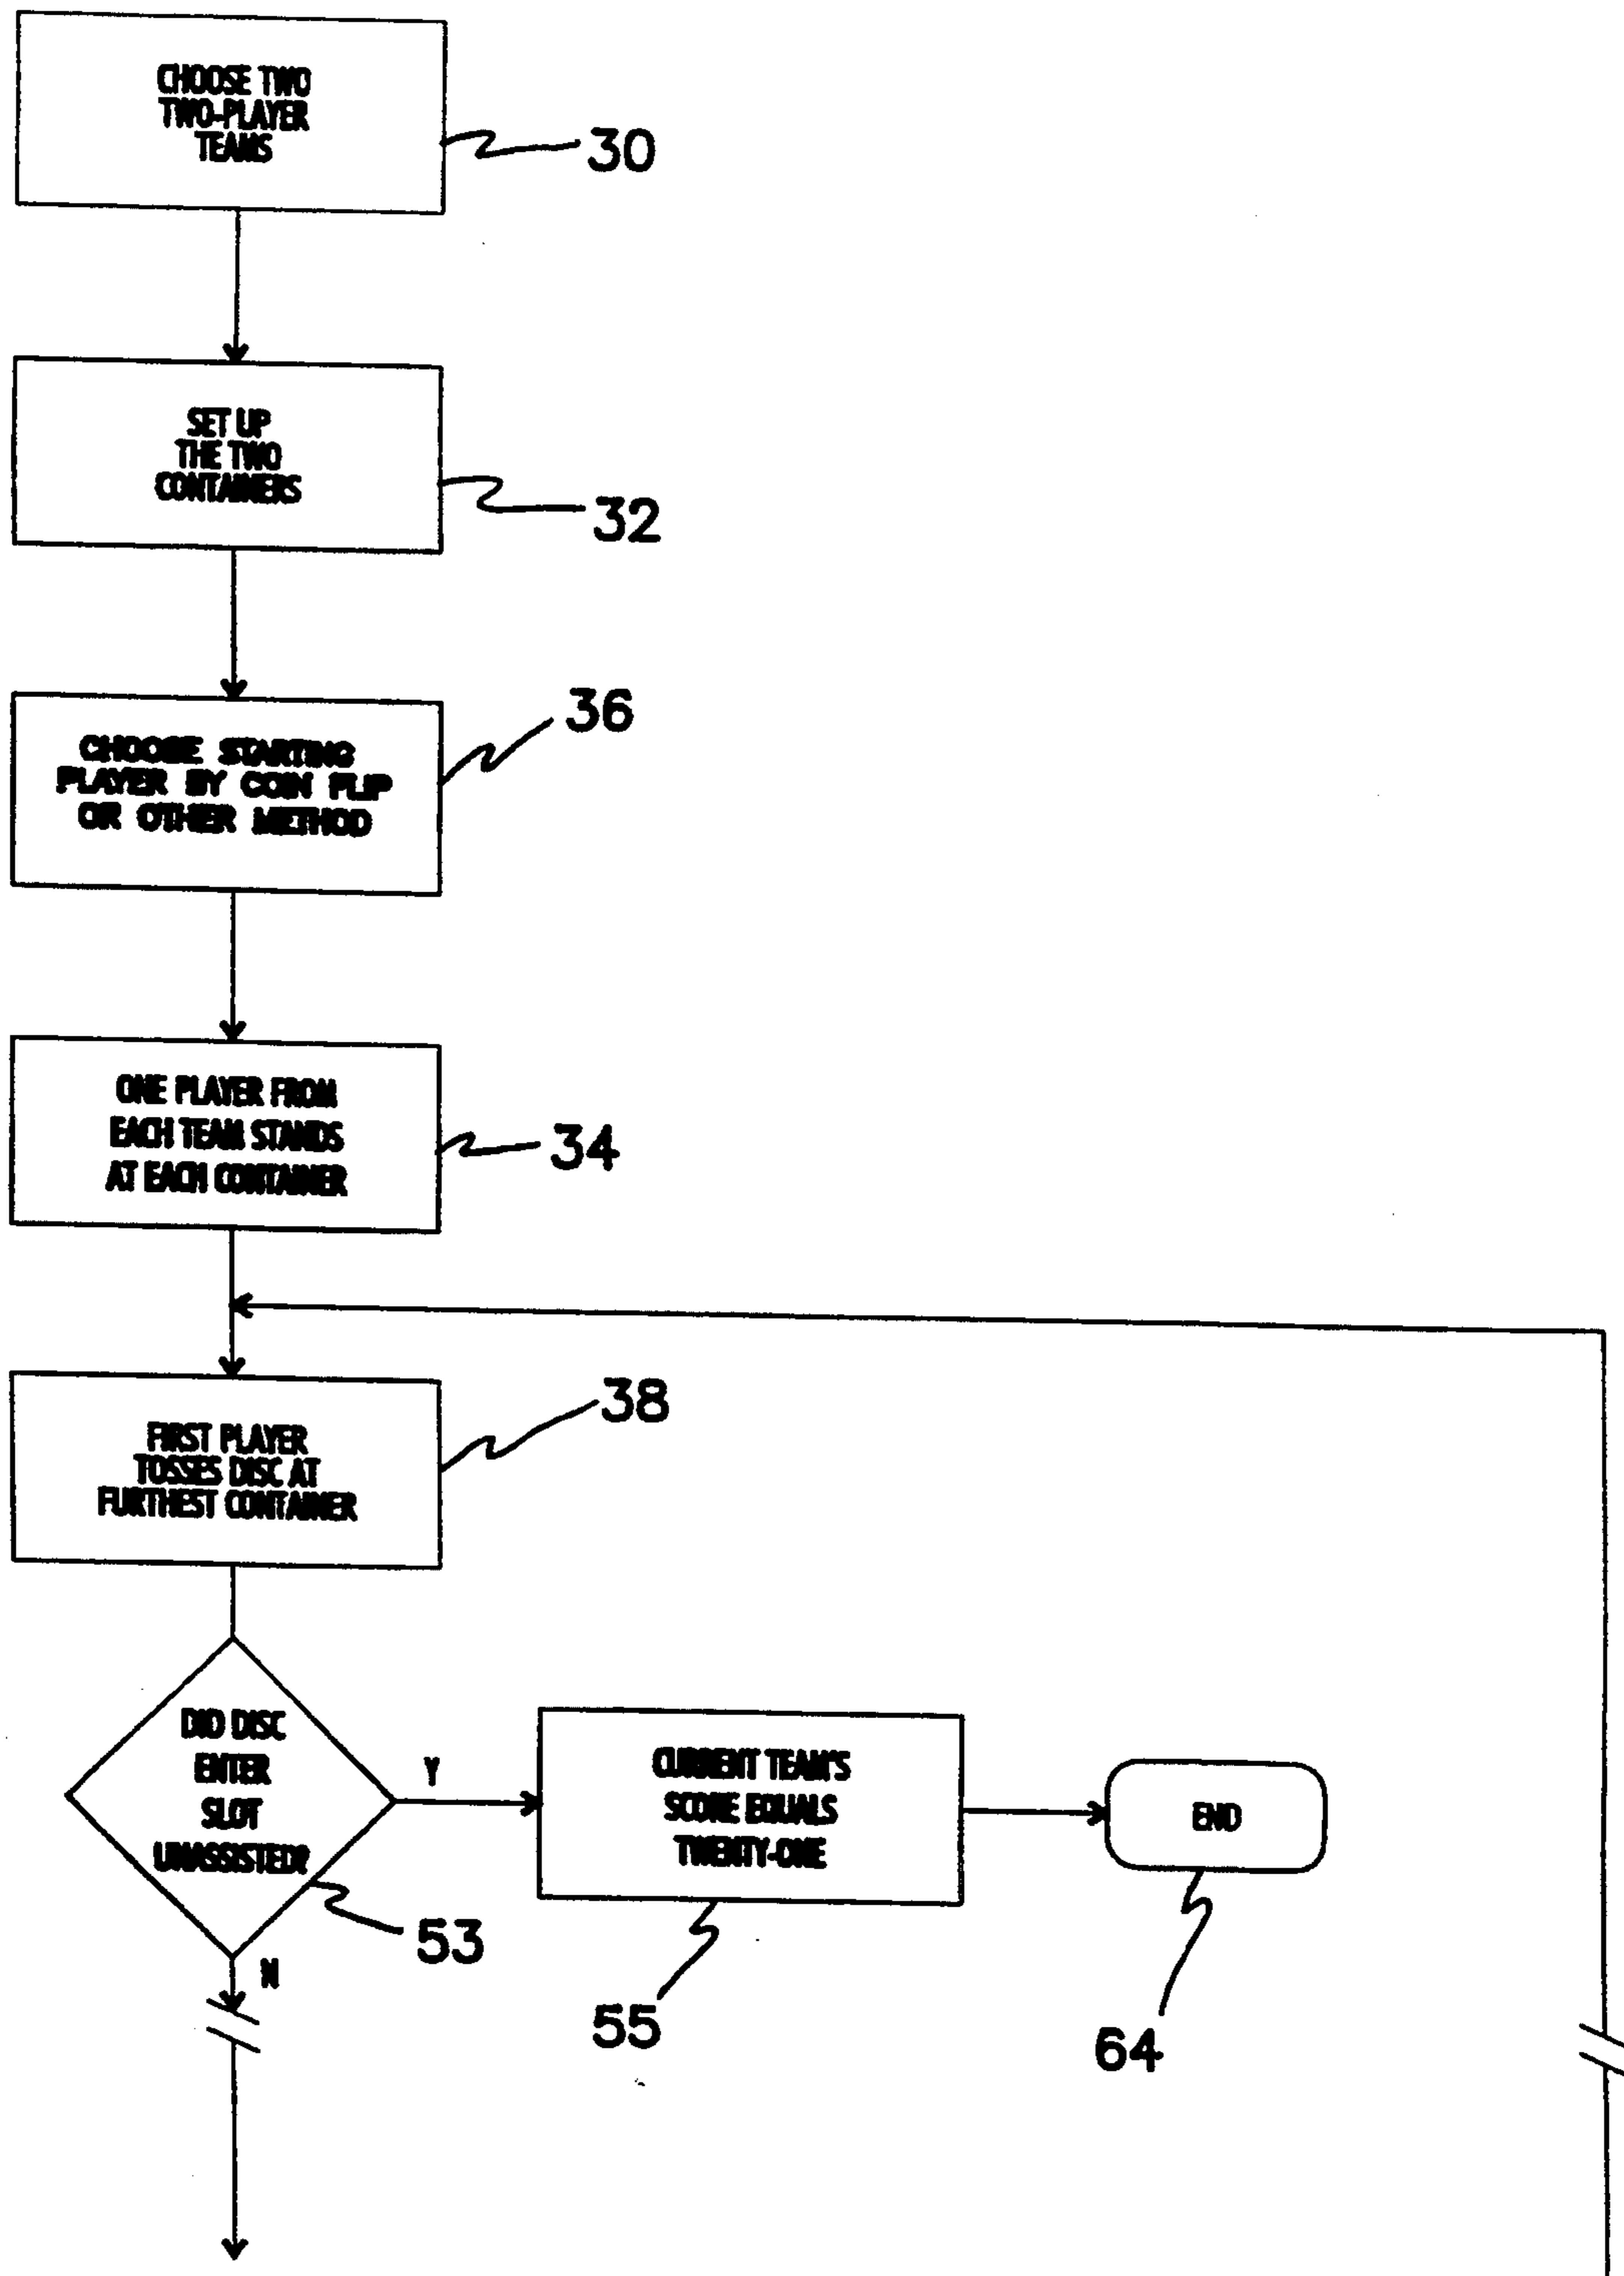 CHOOSE TWO
TWO-PLAYER
TEAMS
30
SET UP
THE TWO
CONTAINERS
32
36
CHOOSE STARTING
PLAYER BY COIN FLIP
OR OTHER METHOD
ONE PLAYER FROM
EACH TEAM STANDS
AT EACH CONTAINER
34
38
FIRST PLAYER
TOSSES DISC AT
FURTHEST CONTAINER
DID DISC
ENTER
SLOT
UNASSISTED?
53
Y
CURRENT TEAM'S
SCORE EQUALS
TWENTY-ONE
55
END
64
N